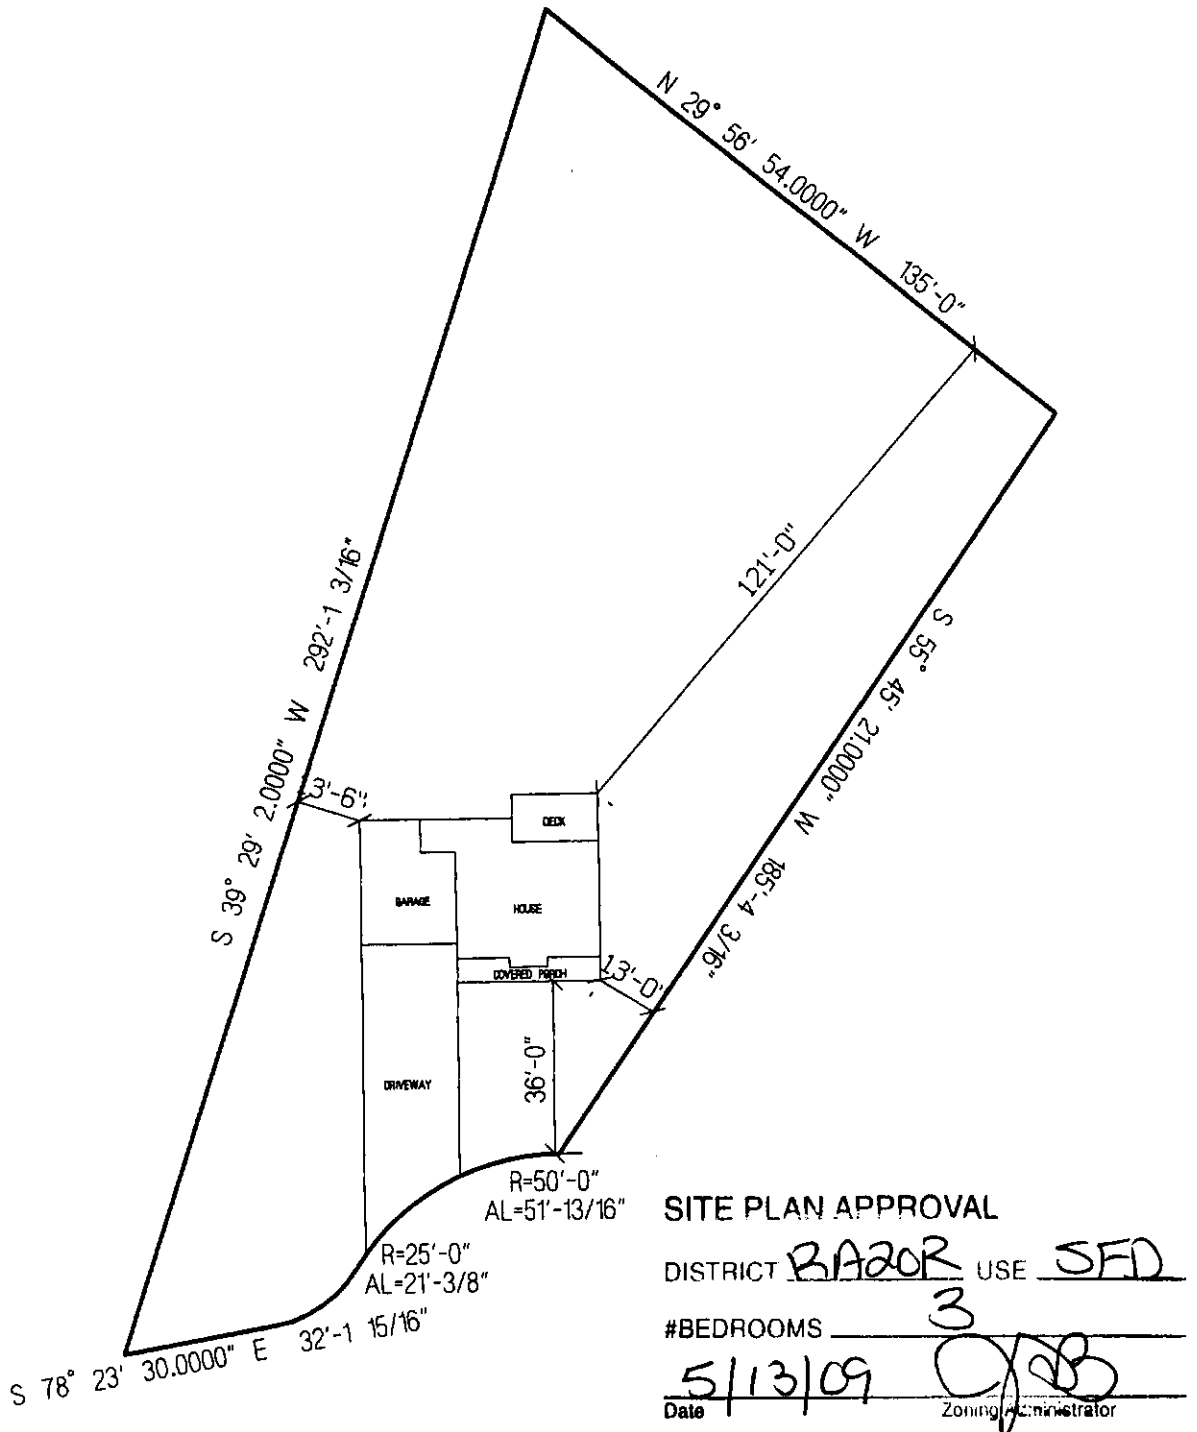 N 29° 56' 54.0000" W 135'-0"
S 39° 29' 2.0000" W 292'-1 3/16"
121'-0"
S 55° 45' 21.0000" W 185'-4 3/16"
3'-6"
DECK
GARAGE
HOUSE
COVERED PORCH
13'-0"
36'-0"
DRIVEWAY
R=50'-0"
AL=51'-13/16"
R=25'-0"
AL=21'-3/8"
S 78° 23' 30.0000" E 32'-1 15/16"
SITE PLAN APPROVAL
DISTRICT RA20R USE SFD
#BEDROOMS 3
5/13/09
Date Zoning Administrator